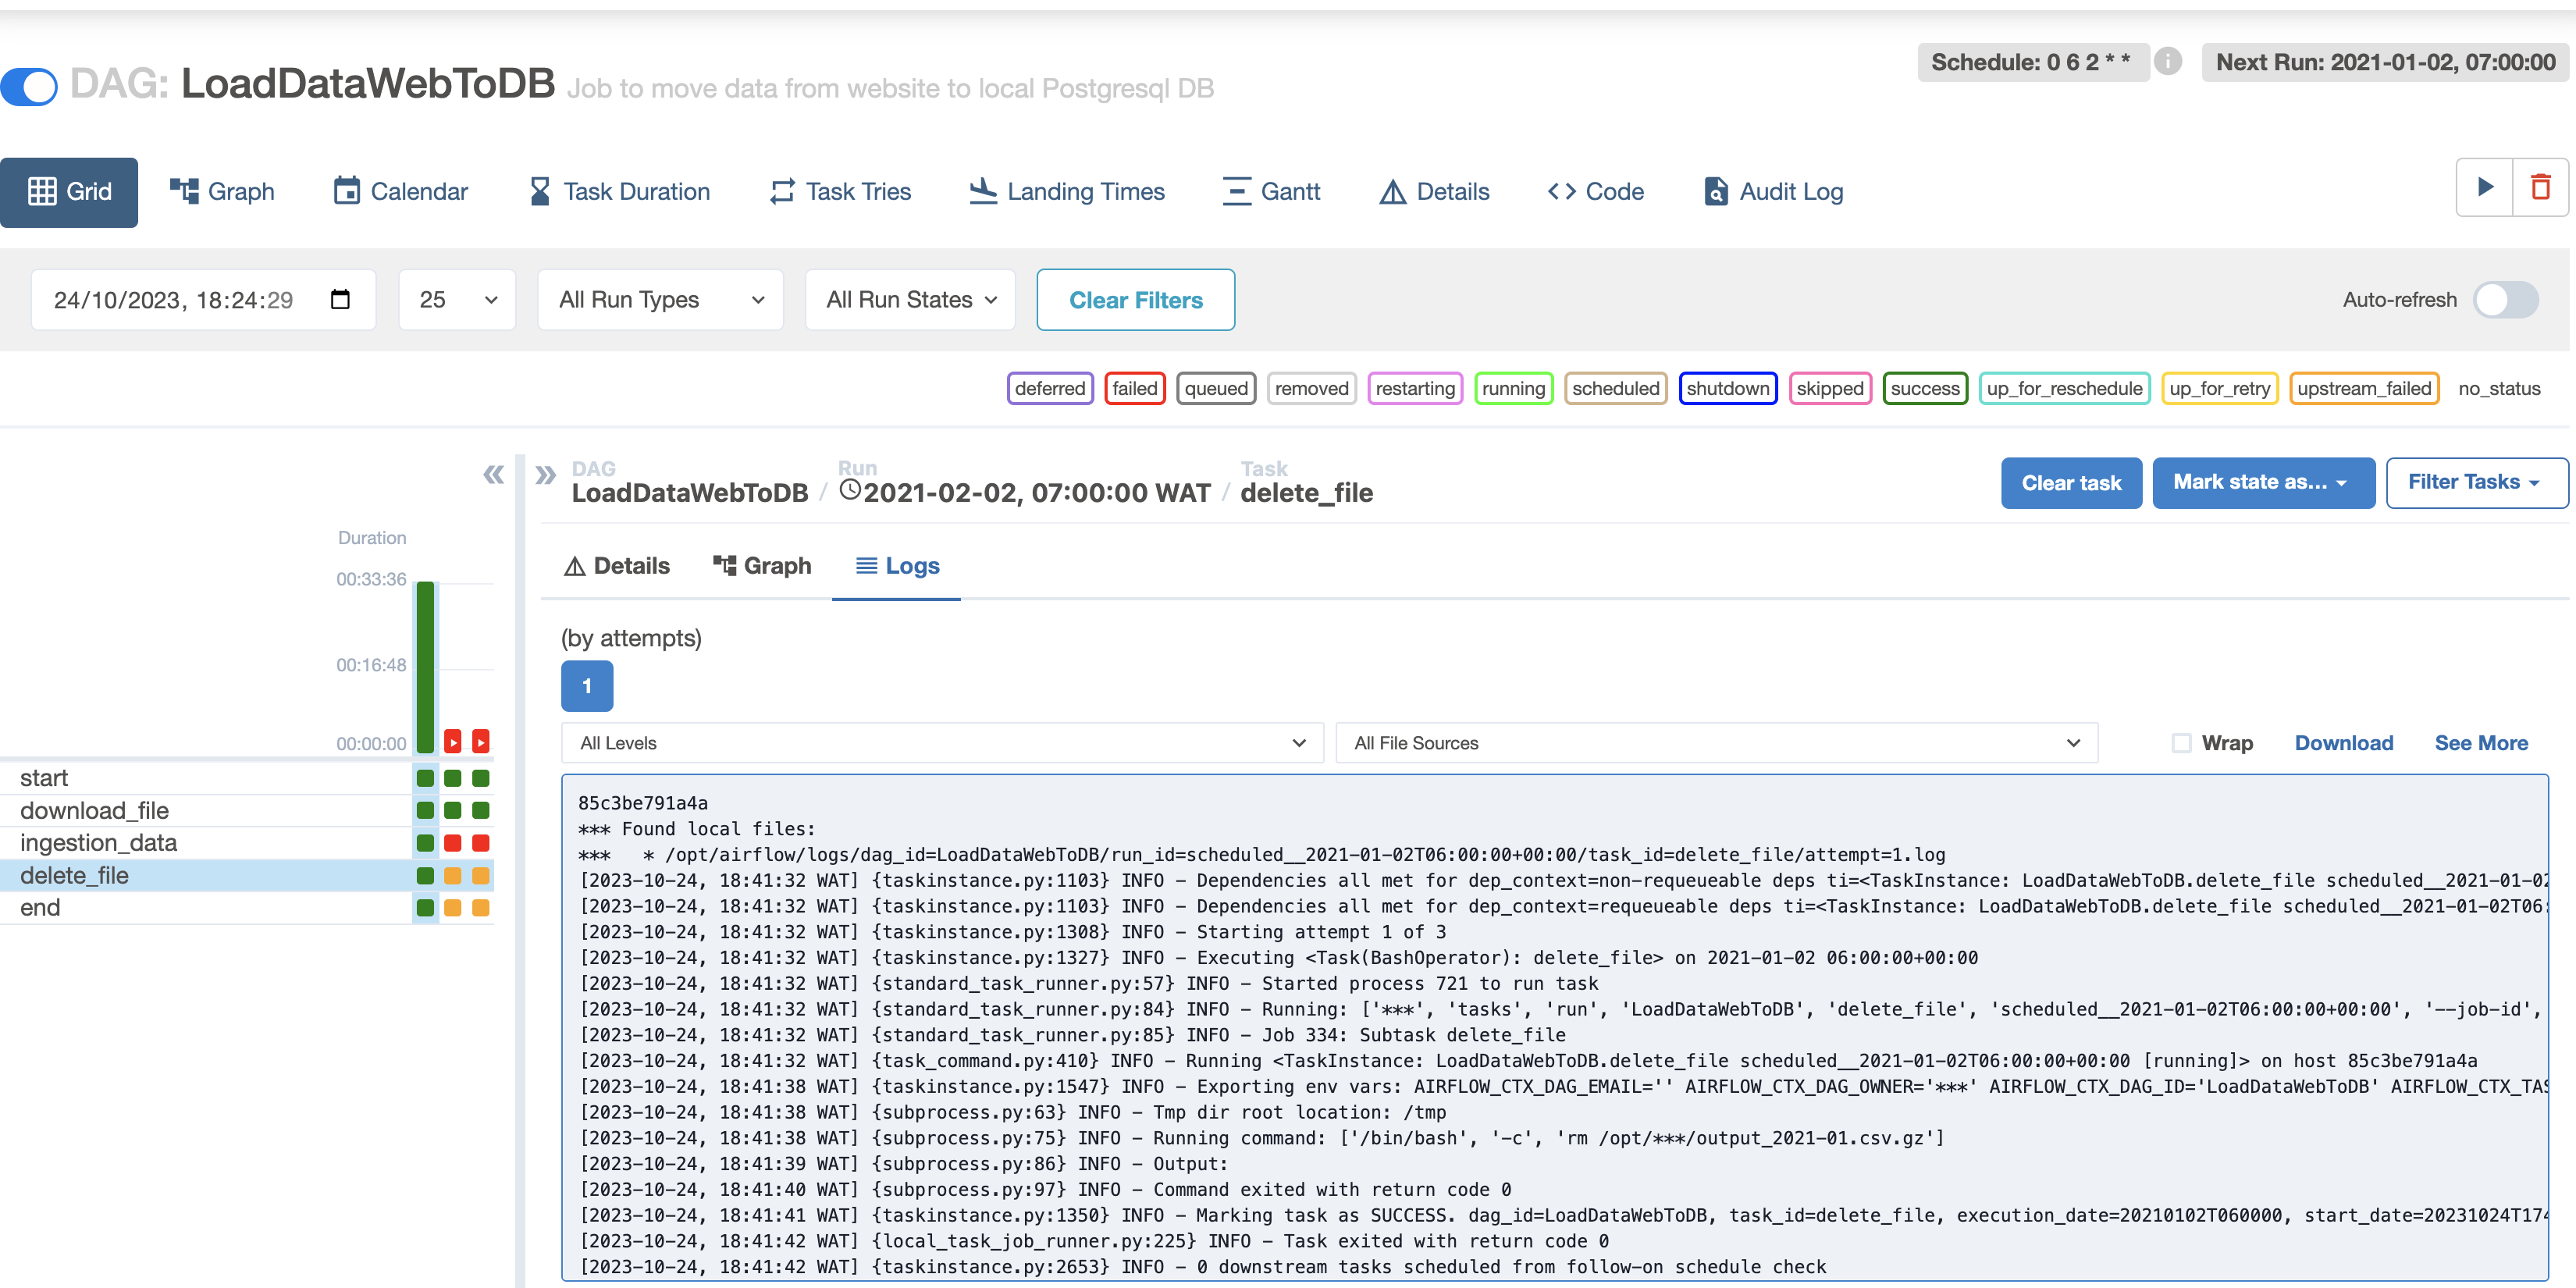 DAG: LoadDataWebToDB Job to move data from website to local Postgresql DB
Schedule: 0 6 2 * * i Next Run: 2021-01-02, 07:00:00
Grid Graph Calendar Task Duration Task Tries Landing Times Gantt Details Code Audit Log
24/10/2023, 18:24:29 25 All Run Types All Run States Clear Filters Auto-refresh
deferred failed queued removed restarting running scheduled shutdown skipped success up_for_reschedule up_for_retry upstream_failed no_status
Duration
00:33:36
00:16:48
00:00:00
start
download_file
ingestion_data
delete_file
end
DAG Run Task
LoadDataWebToDB / 2021-02-02, 07:00:00 WAT / delete_file
Clear task Mark state as... Filter Tasks
Details Graph Logs
(by attempts)
1
All Levels All File Sources Wrap Download See More
85c3be791a4a
*** Found local files:
***   * /opt/airflow/logs/dag_id=LoadDataWebToDB/run_id=scheduled__2021-01-02T06:00:00+00:00/task_id=delete_file/attempt=1.log
[2023-10-24, 18:41:32 WAT] {taskinstance.py:1103} INFO - Dependencies all met for dep_context=non-requeueable deps ti=<TaskInstance: LoadDataWebToDB.delete_file scheduled__2021-01-02
[2023-10-24, 18:41:32 WAT] {taskinstance.py:1103} INFO - Dependencies all met for dep_context=requeueable deps ti=<TaskInstance: LoadDataWebToDB.delete_file scheduled__2021-01-02T06:
[2023-10-24, 18:41:32 WAT] {taskinstance.py:1308} INFO - Starting attempt 1 of 3
[2023-10-24, 18:41:32 WAT] {taskinstance.py:1327} INFO - Executing <Task(BashOperator): delete_file> on 2021-01-02 06:00:00+00:00
[2023-10-24, 18:41:32 WAT] {standard_task_runner.py:57} INFO - Started process 721 to run task
[2023-10-24, 18:41:32 WAT] {standard_task_runner.py:84} INFO - Running: ['***', 'tasks', 'run', 'LoadDataWebToDB', 'delete_file', 'scheduled__2021-01-02T06:00:00+00:00', '--job-id',
[2023-10-24, 18:41:32 WAT] {standard_task_runner.py:85} INFO - Job 334: Subtask delete_file
[2023-10-24, 18:41:32 WAT] {task_command.py:410} INFO - Running <TaskInstance: LoadDataWebToDB.delete_file scheduled__2021-01-02T06:00:00+00:00 [running]> on host 85c3be791a4a
[2023-10-24, 18:41:38 WAT] {taskinstance.py:1547} INFO - Exporting env vars: AIRFLOW_CTX_DAG_EMAIL='' AIRFLOW_CTX_DAG_OWNER='***' AIRFLOW_CTX_DAG_ID='LoadDataWebToDB' AIRFLOW_CTX_TAS
[2023-10-24, 18:41:38 WAT] {subprocess.py:63} INFO - Tmp dir root location: /tmp
[2023-10-24, 18:41:38 WAT] {subprocess.py:75} INFO - Running command: ['/bin/bash', '-c', 'rm /opt/***/output_2021-01.csv.gz']
[2023-10-24, 18:41:39 WAT] {subprocess.py:86} INFO - Output:
[2023-10-24, 18:41:40 WAT] {subprocess.py:97} INFO - Command exited with return code 0
[2023-10-24, 18:41:41 WAT] {taskinstance.py:1350} INFO - Marking task as SUCCESS. dag_id=LoadDataWebToDB, task_id=delete_file, execution_date=20210102T060000, start_date=20231024T174
[2023-10-24, 18:41:42 WAT] {local_task_job_runner.py:225} INFO - Task exited with return code 0
[2023-10-24, 18:41:42 WAT] {taskinstance.py:2653} INFO - 0 downstream tasks scheduled from follow-on schedule check